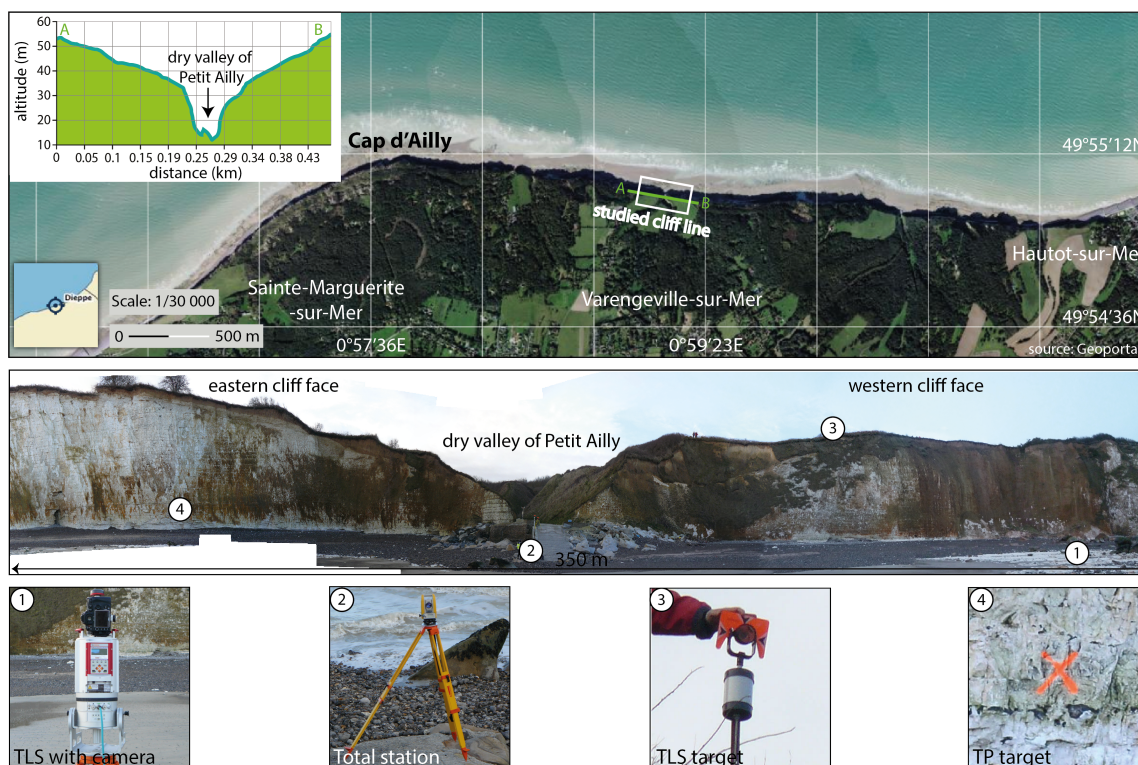 60
50
40
30
20
10
altitude (m)
A
B
dry valley of
Petit Ailly
0 0.05 0.1 0.15 0.19 0.25 0.29 0.34 0.38 0.43
distance (km)
Cap d'Ailly
49°55'12N
A
B
studied cliff line
Hautot-sur-Me
Dieppe
Scale: 1/30 000
0 500 m
Sainte-Marguerite
-sur-Mer
Varengeville-sur-Mer
49°54'36N
0°57'36E
0°59'23E
source: Geoporta
eastern cliff face
western cliff face
dry valley of Petit Ailly
3
4
2
1
350 m
1
TLS with camera
2
Total station
3
TLS target
4
TP target